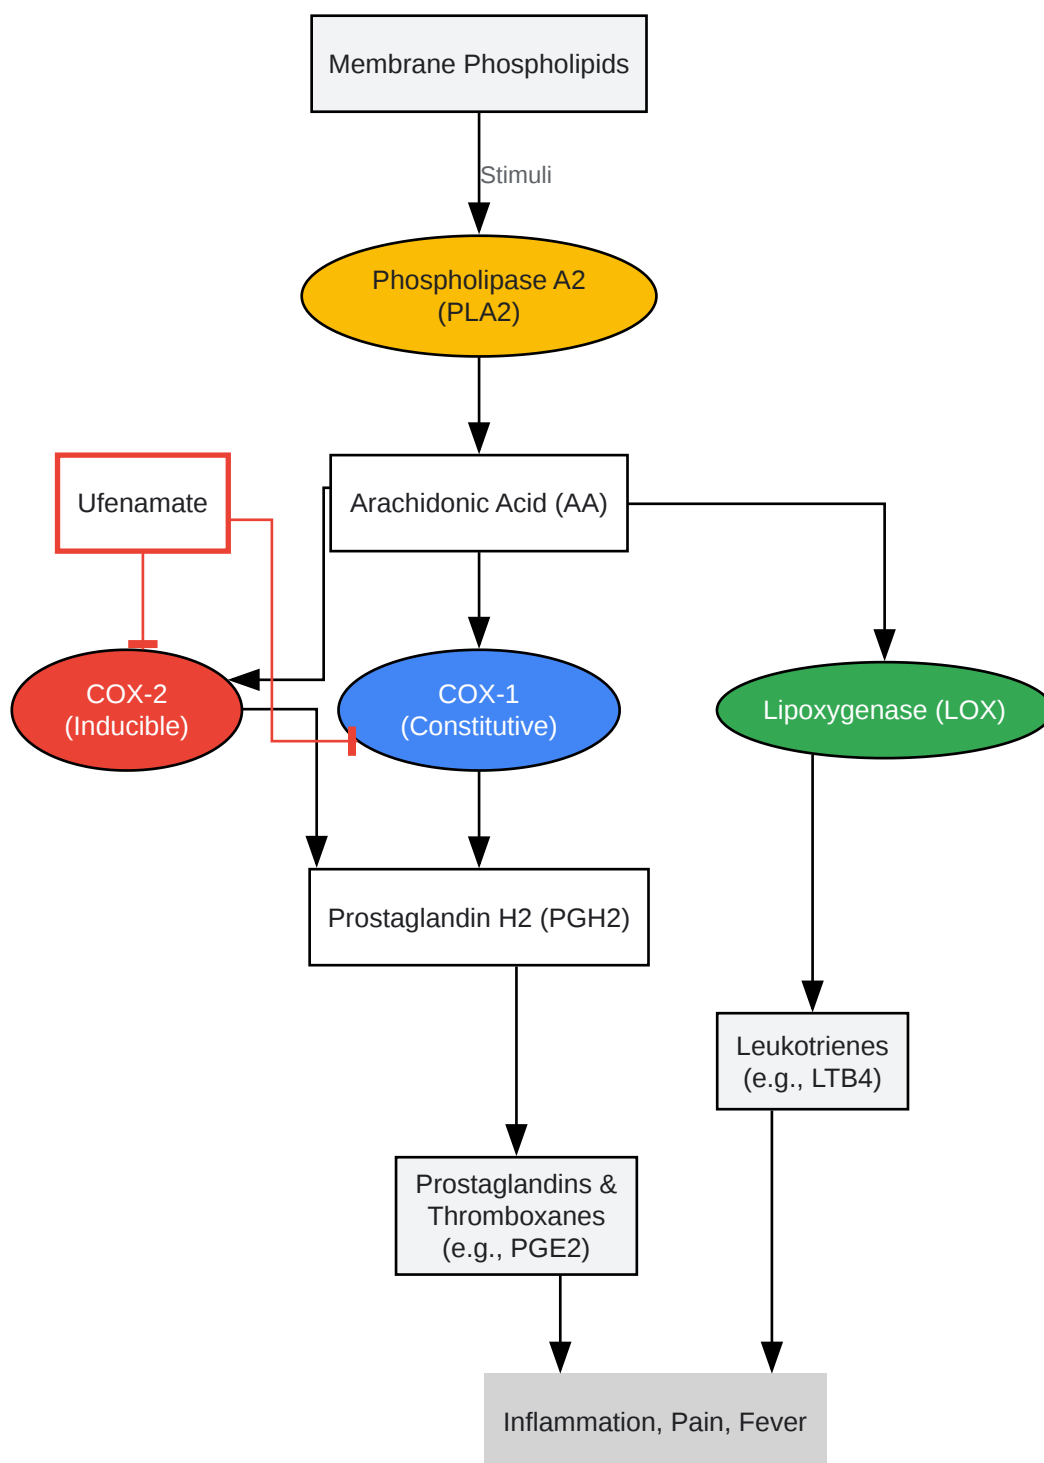 Membrane Phospholipids
Stimuli
Phospholipase A2
(PLA2)
Ufenamate
Arachidonic Acid (AA)
COX-2
(Inducible)
COX-1
(Constitutive)
Lipoxygenase (LOX)
Prostaglandin H2 (PGH2)
Leukotrienes
(e.g., LTB4)
Prostaglandins &
Thromboxanes
(e.g., PGE2)
Inflammation, Pain, Fever